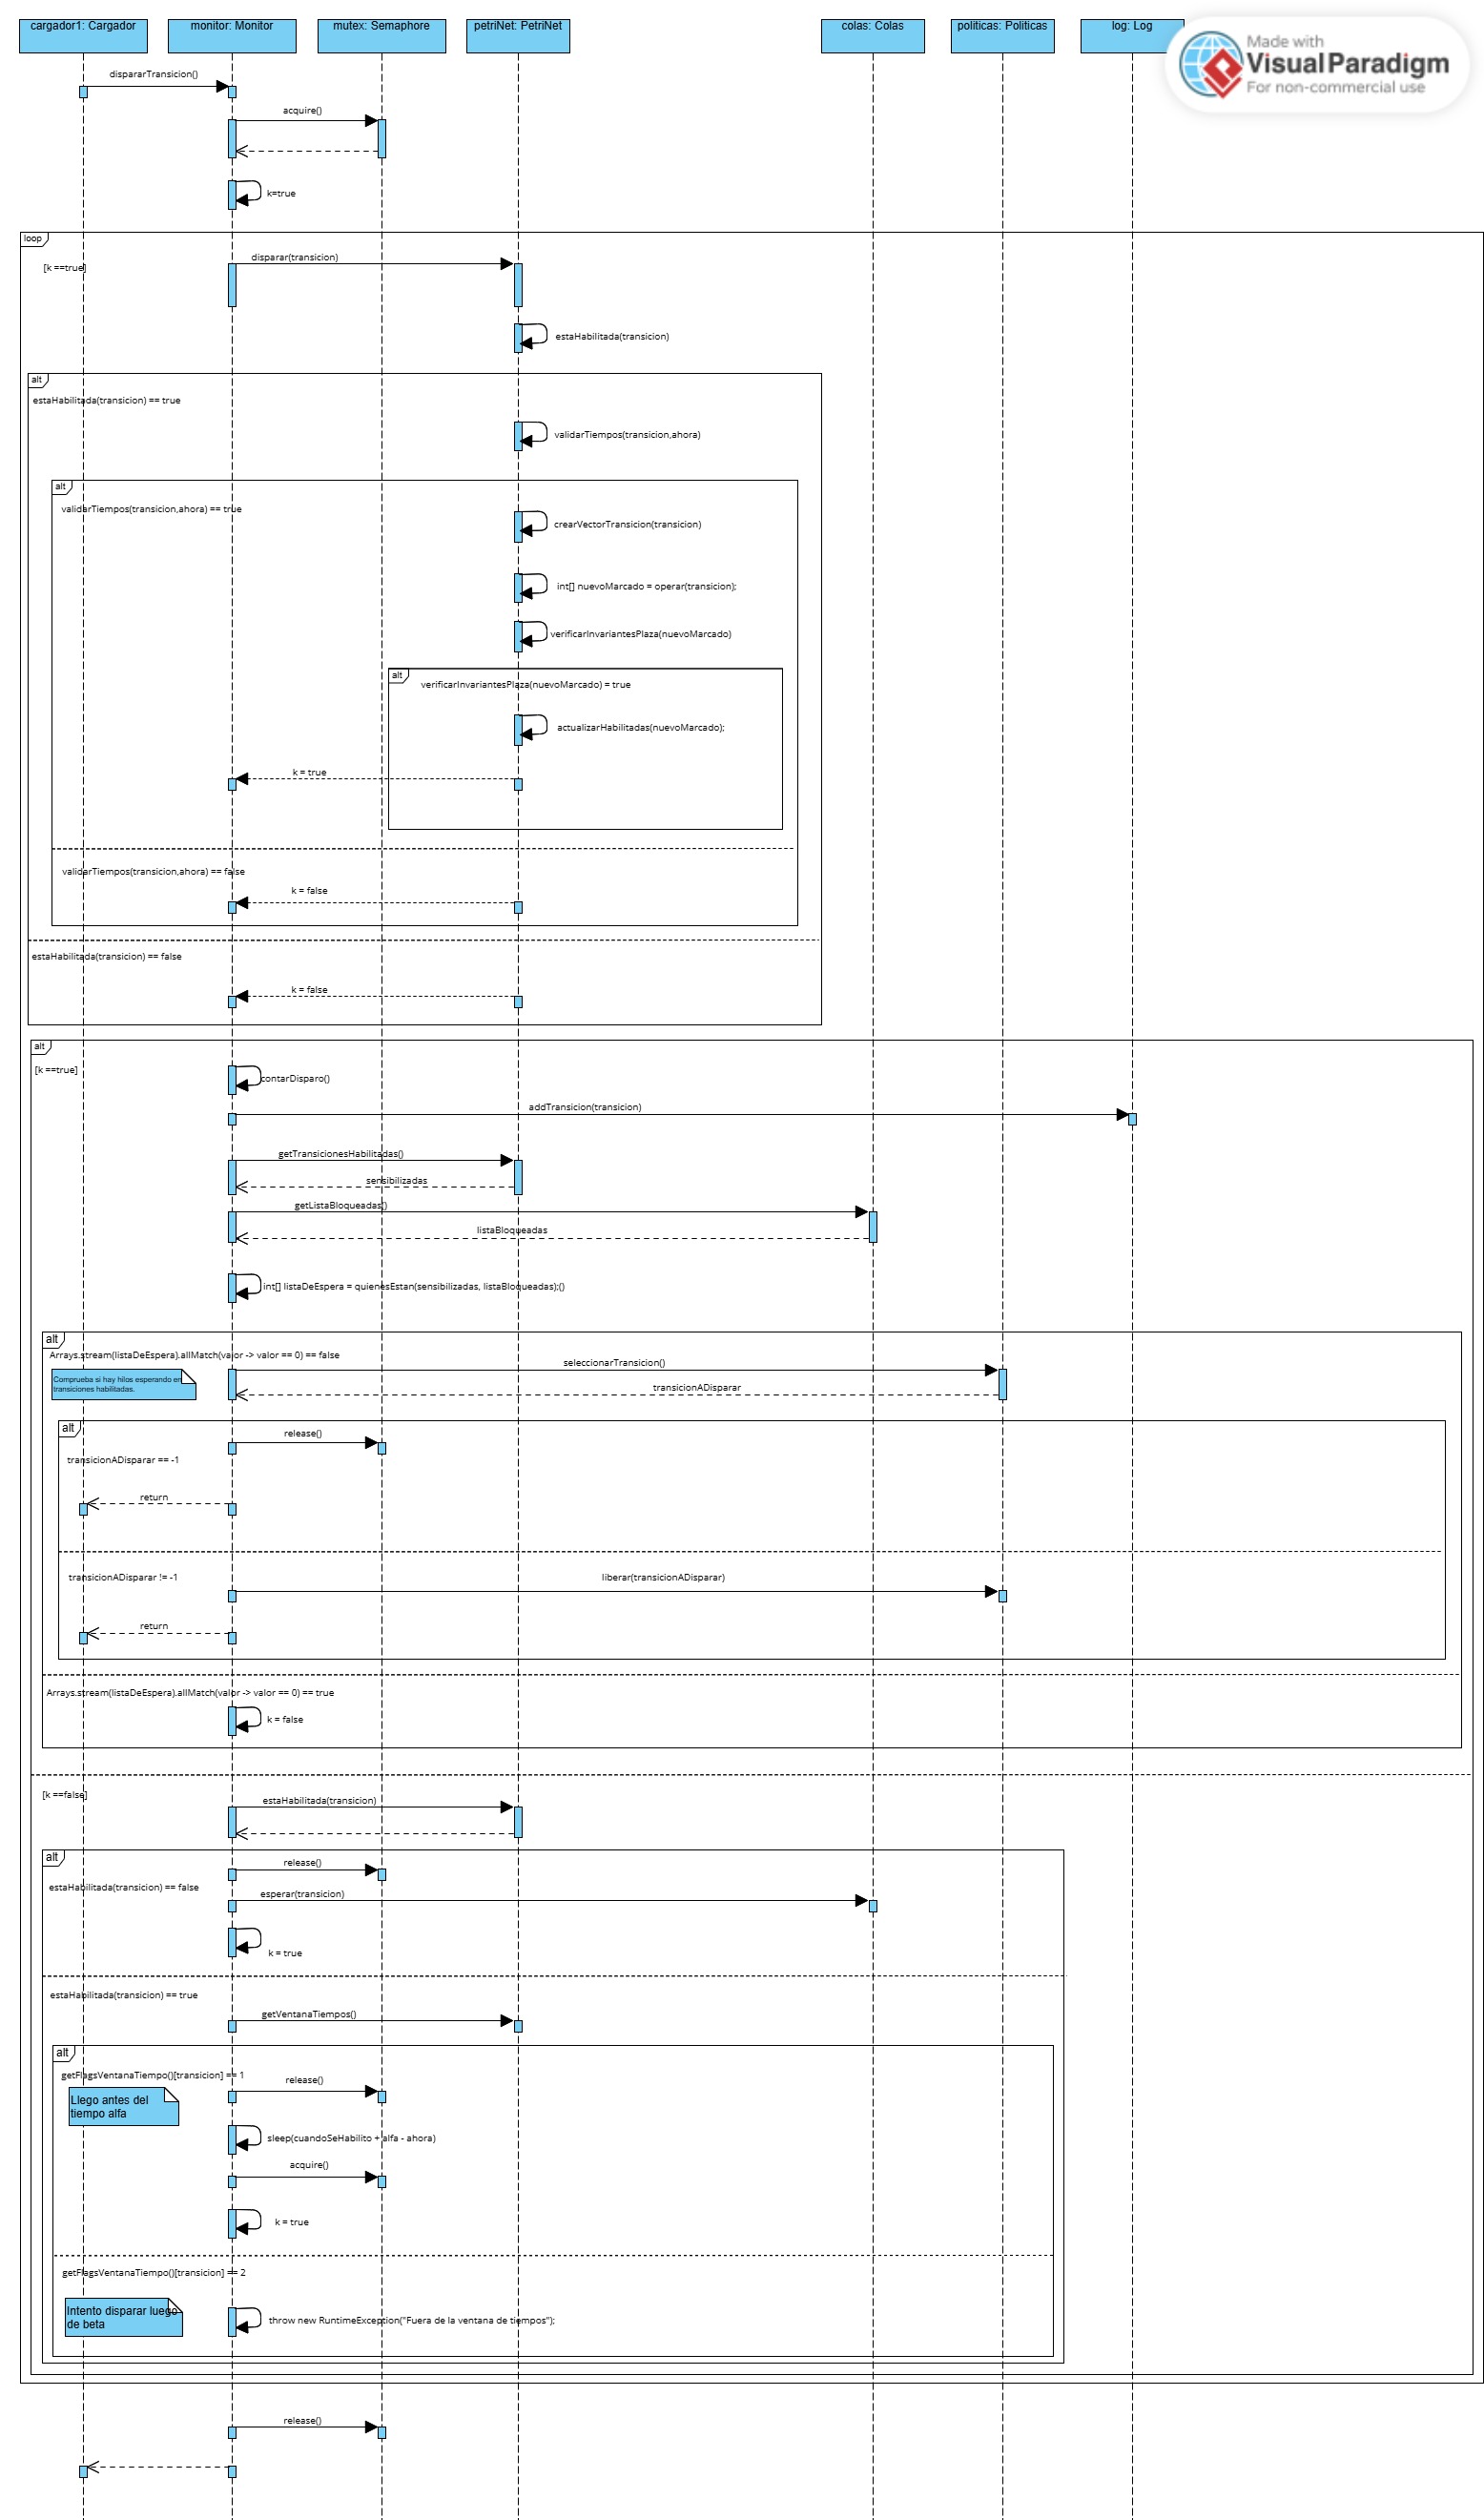 cargador1: Cargador
monitor: Monitor
mutex: Semaphore
petriNet: PetriNet
colas: Colas
politicas: Politicas
log: Log
Made with
Visual Paradigm
For non-commercial use
dispararTransicion()
acquire()
k=true
loop
[k ==true]
disparar(transicion)
estaHabilitada(transicion)
alt
estaHabilitada(transicion) == true
validarTiempos(transicion,ahora)
alt
validarTiempos(transicion,ahora) == true
crearVectorTransicion(transicion)
int[] nuevoMarcado = operar(transicion);
verificarInvariantesPlaza(nuevoMarcado)
alt
verificarInvariantesPlaza(nuevoMarcado) = true
actualizarHabilitadas(nuevoMarcado);
k = true
validarTiempos(transicion,ahora) == false
k = false
estaHabilitada(transicion) == false
k = false
alt
[k ==true]
contarDisparo()
addTransicion(transicion)
getTransicionesHabilitadas()
sensibilizadas
getListaBloqueadas()
listaBloqueadas
int[] listaDeEspera = quienesEstan(sensibilizadas, listaBloqueadas);()
alt
Arrays.stream(listaDeEspera).allMatch(valor -> valor == 0) == false
seleccionarTransicion()
Comprueba si hay hilos esperando en
transiciones habiliadas.
transicionADisparar
alt
release()
transicionADisparar == -1
return
transicionADisparar != -1
liberar(transicionADisparar)
return
Arrays.stream(listaDeEspera).allMatch(valor -> valor == 0) == true
k = false
[k ==false]
estaHabilitada(transicion)
alt
release()
estaHabilitada(transicion) == false
esperar(transicion)
k = true
estaHabilitada(transicion) == true
getVentanaTiempos()
alt
getFlagsVentanaTiempo()[transicion] == 1
release()
Llego antes del
tiempo alfa
sleep(cuandoSeHabilito + alfa - ahora)
acquire()
k = true
getFlagsVentanaTiempo()[transicion] == 2
Intento disparar luego
de beta
throw new RuntimeException("Fuera de la ventana de tiempos");
release()